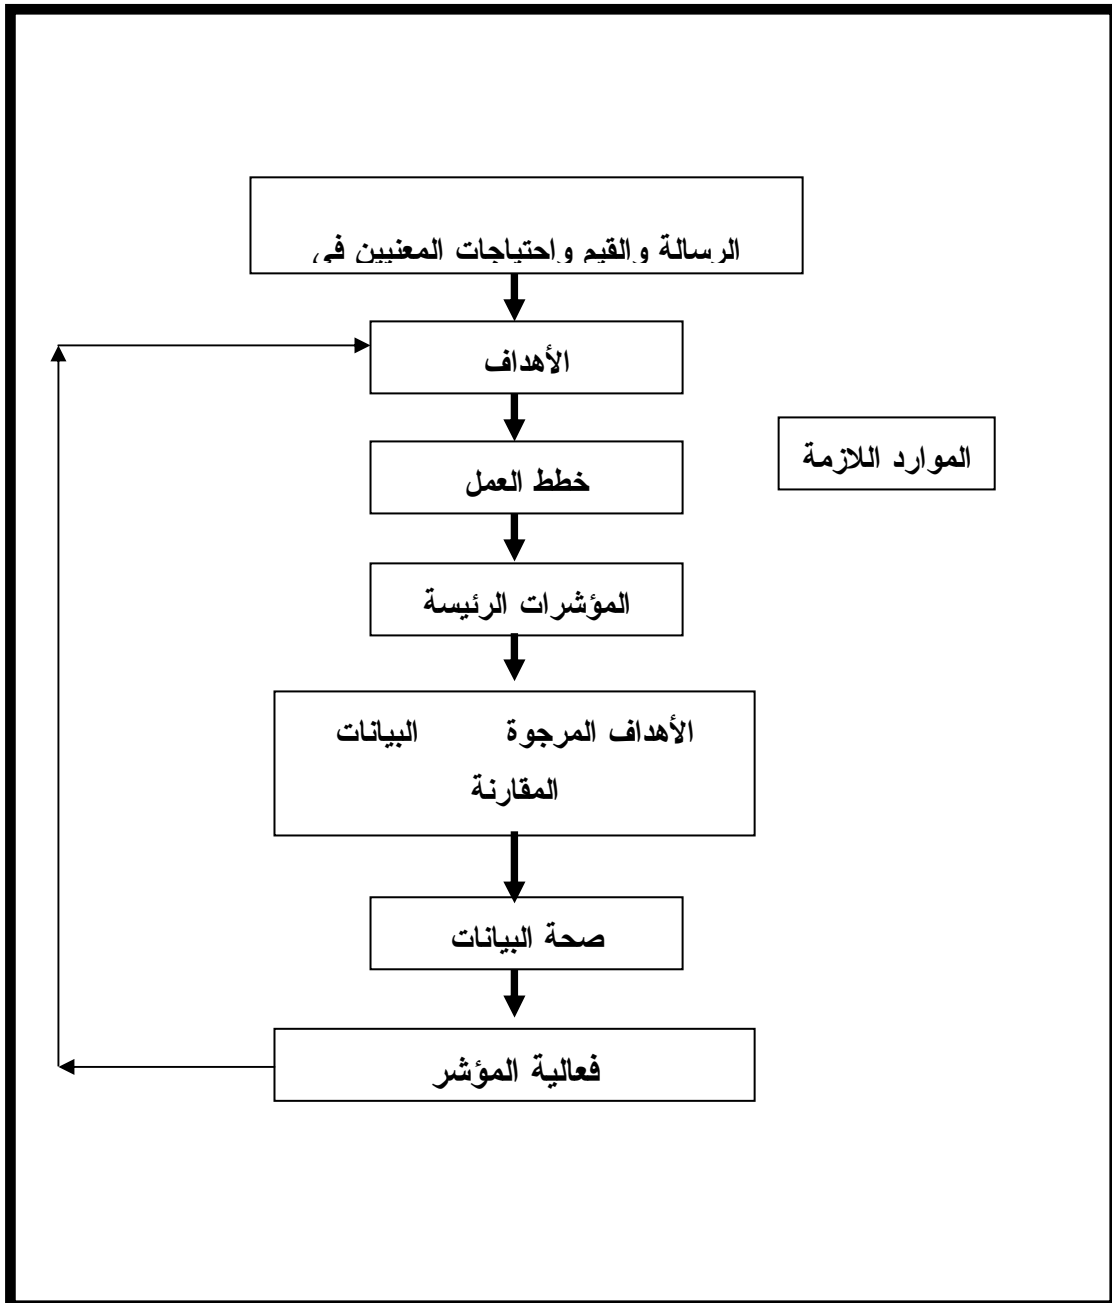 الرسالة والقيم واحتياجات المعنيين في
الأهداف
الموارد اللازمة
خطط العمل
المؤشرات الرئيسة
الأهداف المرجوة البيانات
المقارنة
صحة البيانات
فعالية المؤشر